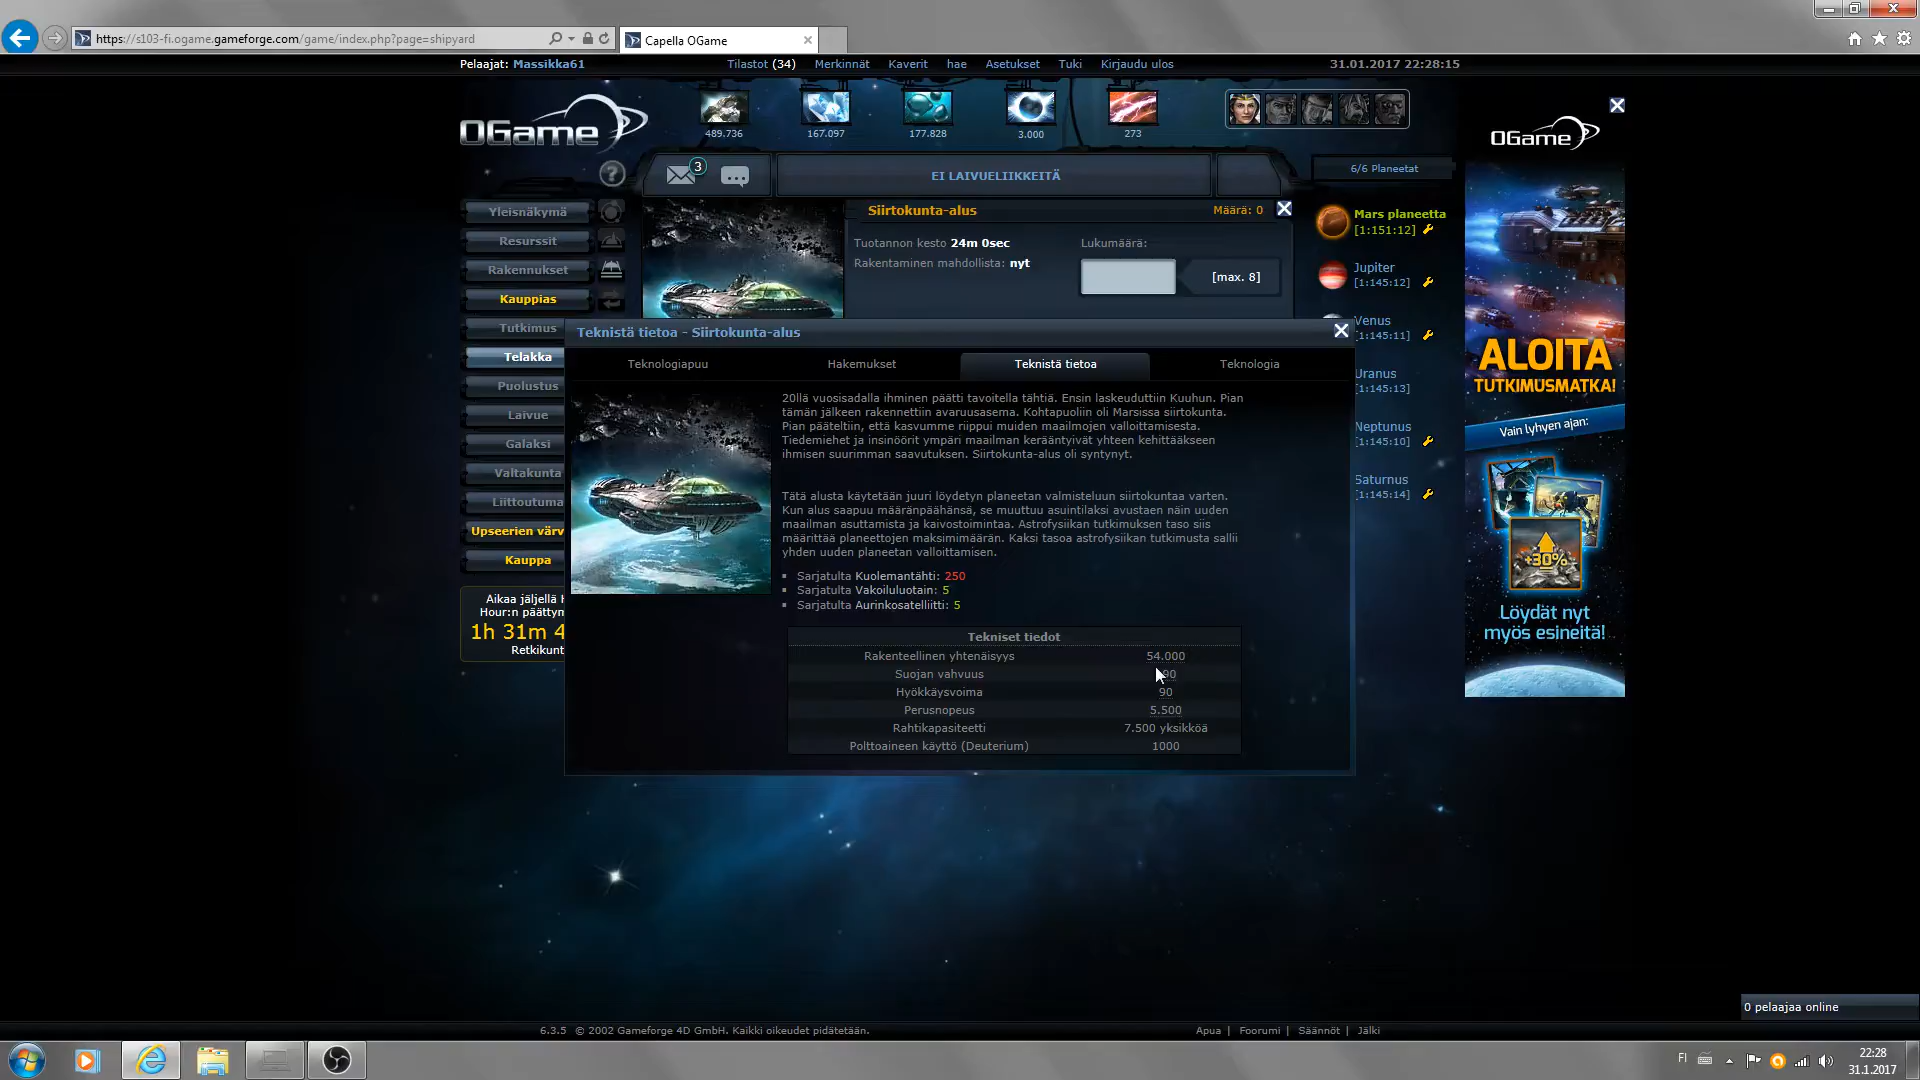 https://s103-fi.ogame.gameforge.com/game/index.php?page=shipyard
Capella OGame
Pelaajat: Massikka61
Tilastot (34)
Merkinnät
Kaverit
hae
Asetukset
Tuki
Kirjaudu ulos
31.01.2017 22:28:15
OGame
489.736
167.097
177.828
3.000
273
OGame
?
3
EI LAIVUELIIKKEITÄ
6/6 Planeetat
Yleisnäkymä
Resurssit
Rakennukset
Kauppias
Tutkimus
Telakka
Puolustus
Laivue
Galaksi
Valtakunta
Liittoutuma
Upseerien värv
Kauppa
Aikaa jäljellä H
Hour:n päättym
1h 31m 4
Retkikunt
Siirtokunta-alus
Määrä: 0
Tuotannon kesto 24m 0sec
Lukumäärä:
Rakentaminen mahdollista: nyt
[max. 8]
Teknistä tietoa - Siirtokunta-alus
Teknologiapuu
Hakemukset
Teknistä tietoa
Teknologia
20llä vuosisadalla ihminen päätti tavoitella tähtiä. Ensin laskeuduttiin Kuuhun. Pian
tämän jälkeen rakennettiin avaruusasema. Kohtapuoliin oli Marsissa siirtokunta.
Pian pääteltiin, että kasvumme riippui muiden maailmojen valloittamisesta.
Tiedemiehet ja insinöörit ympäri maailman kerääntyivät yhteen kehittääkseen
ihmisen suurimman saavutuksen. Siirtokunta-alus oli syntynyt.
Tätä alusta käytetään juuri löydetyn planeetan valmisteluun siirtokuntaa varten.
Kun alus saapuu määränpäähänsä, se muuttuu asuintilaksi avustaen näin uuden
maailman asuttamista ja kaivostoimintaa. Astrofysiikan tutkimuksen taso siis
määrittää planeettojen maksimimäärän. Kaksi tasoa astrofysiikan tutkimusta sallii
yhden uuden planeetan valloittamisen.
Sarjatulta Kuolemantähti: 250
Sarjatulta Vakoiluluotain: 5
Sarjatulta Aurinkosatelliitti: 5
Tekniset tiedot
Rakenteellinen yhtenäisyys 54.000
Suojan vahvuus 90
Hyökkäysvoima 90
Perusnopeus 5.500
Rahtikapasiteetti 7.500 yksikköä
Polttoaineen käyttö (Deuterium) 1000
Mars planeetta
[1:151:12]
Jupiter
[1:145:12]
Venus
[1:145:11]
Uranus
[1:145:13]
Neptunus
[1:145:10]
Saturnus
[1:145:14]
ALOITA
TUTKIMUSMATKA!
Vain lyhyen ajan:
+30%
Löydät nyt
myös esineitä!
0 pelaajaa online
6.3.5 © 2002 Gameforge 4D GmbH. Kaikki oikeudet pidätetään.
Apua | Foorumi | Säännöt | Jälki
FI
22:28
31.1.2017